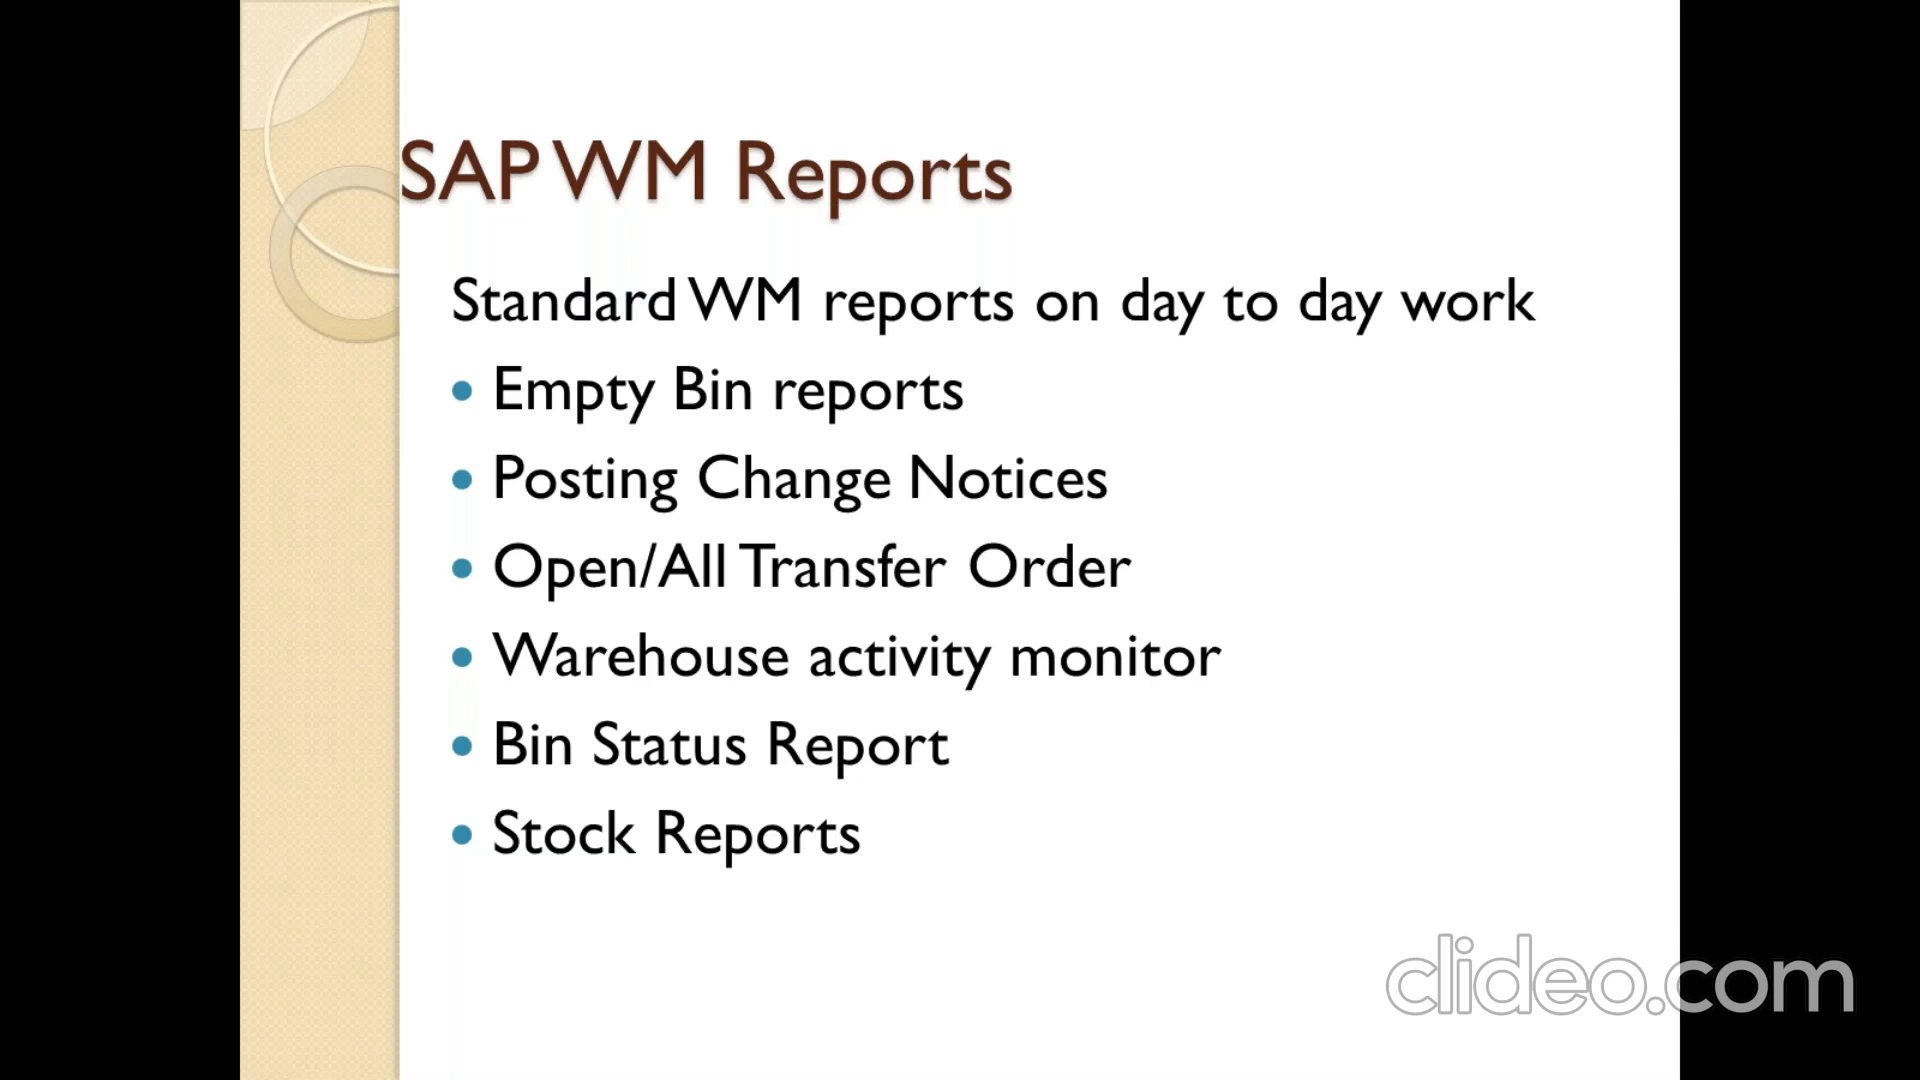 SAP WM Reports
Standard WM reports on day to day work
• Empty Bin reports
• Posting Change Notices
• Open/All Transfer Order
• Warehouse activity monitor
• Bin Status Report
• Stock Reports
clideo.com